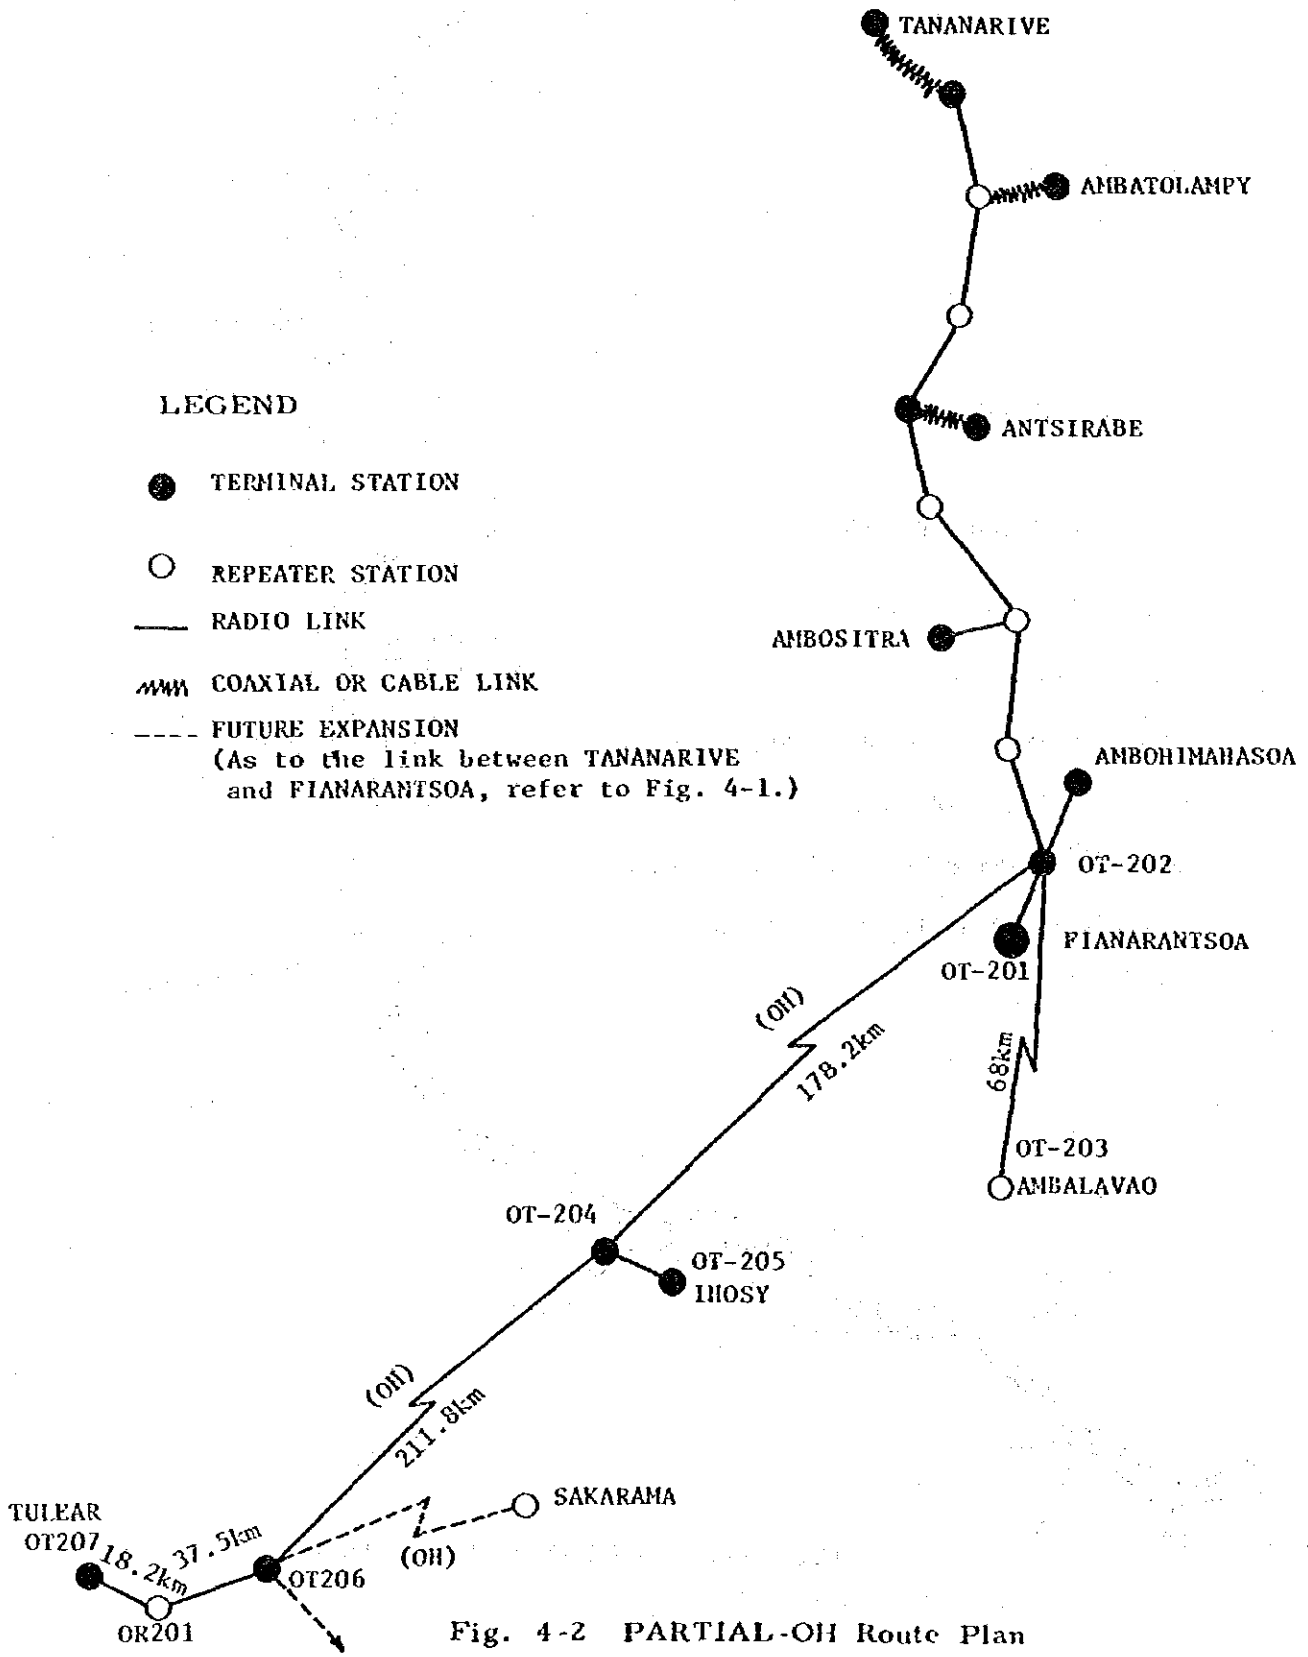 TANANARIVE
AMBATOLAMPY
LEGEND
ANTSIRABE
TERMINAL STATION
REPEATER STATION
RADIO LINK
AMBOSITRA
COAXIAL OR CABLE LINK
FUTURE EXPANSION
(As to the link between TANANARIVE
and FIANARANTSOA, refer to Fig. 4-1.)
AMBOHIMAHASOA
OT-202
FIANARANTSOA
OT-201
(OH)
178.2km
68km
OT-203
AMBALAVAO
OT-204
OT-205
IHOSY
(OH)
211.8km
SAKARAMA
TULEAR
OT207
18.2km
37.5km
(OH)
OT206
OR201
Fig. 4-2 PARTIAL-OH Route Plan